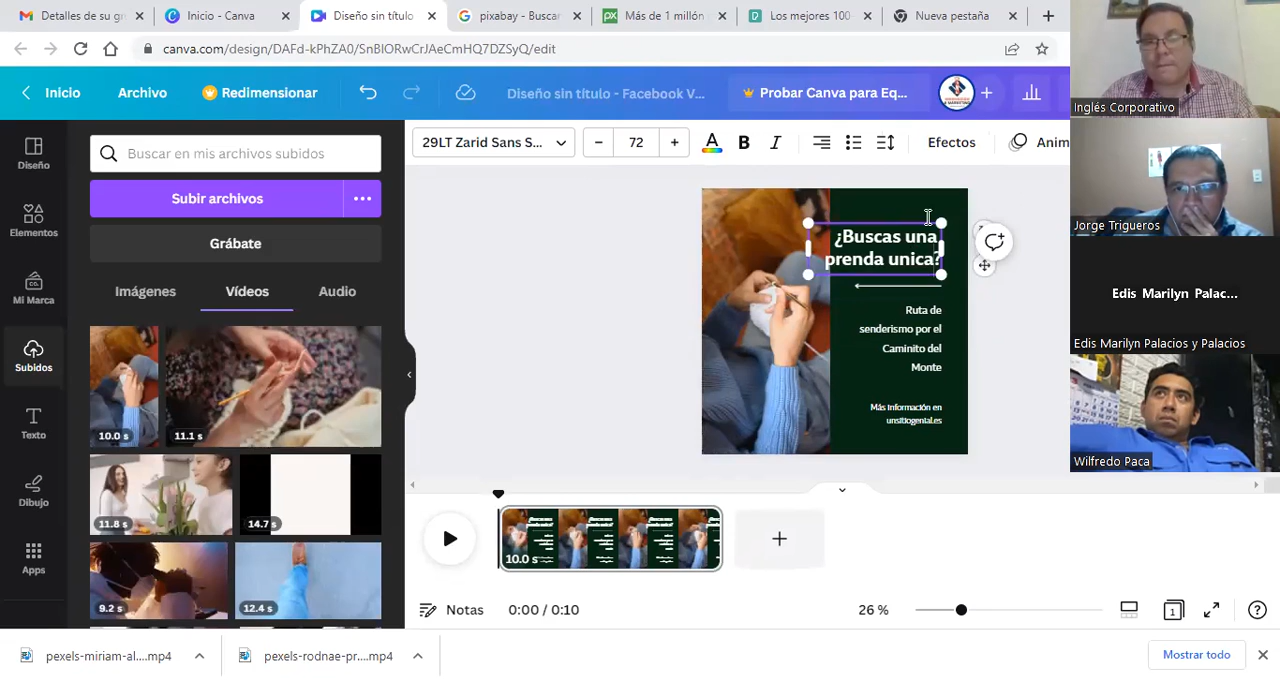 Detalles de su gr
Inicio - Canva
Diseño sin título
pixabay - Buscar
Más de 1 millón
Los mejores 100
Nueva pestaña
canva.com/design/DAFd-kPhZA0/SnBlORwCrJAeCmHQ7DZSyQ/edit
Inicio
Archivo
Redimensionar
Diseño sin título - Facebook V...
Probar Canva para Eq...
Diseño
Elementos
Mi Marca
Subidos
Texto
Dibujo
Apps
Buscar en mis archivos subidos
Subir archivos
Grábate
Imágenes
Vídeos
Audio
10.0 s
11.1 s
11.8 s
14.7 s
9.2 s
12.4 s
29LT Zarid Sans S...
72
A
B
I
Efectos
Anim
¿Buscas una
prenda unica?
Ruta de
senderismo por el
Caminito del
Monte
Más información en
unsitiogenial.es
10.0 s
Notas
0:00 / 0:10
26 %
1
Inglés Corporativo
Jorge Trigueros
Edis Marilyn Palac...
Edis Marilyn Palacios y Palacios
Wilfredo Paca
pexels-miriam-al....mp4
pexels-rodnae-pr....mp4
Mostrar todo